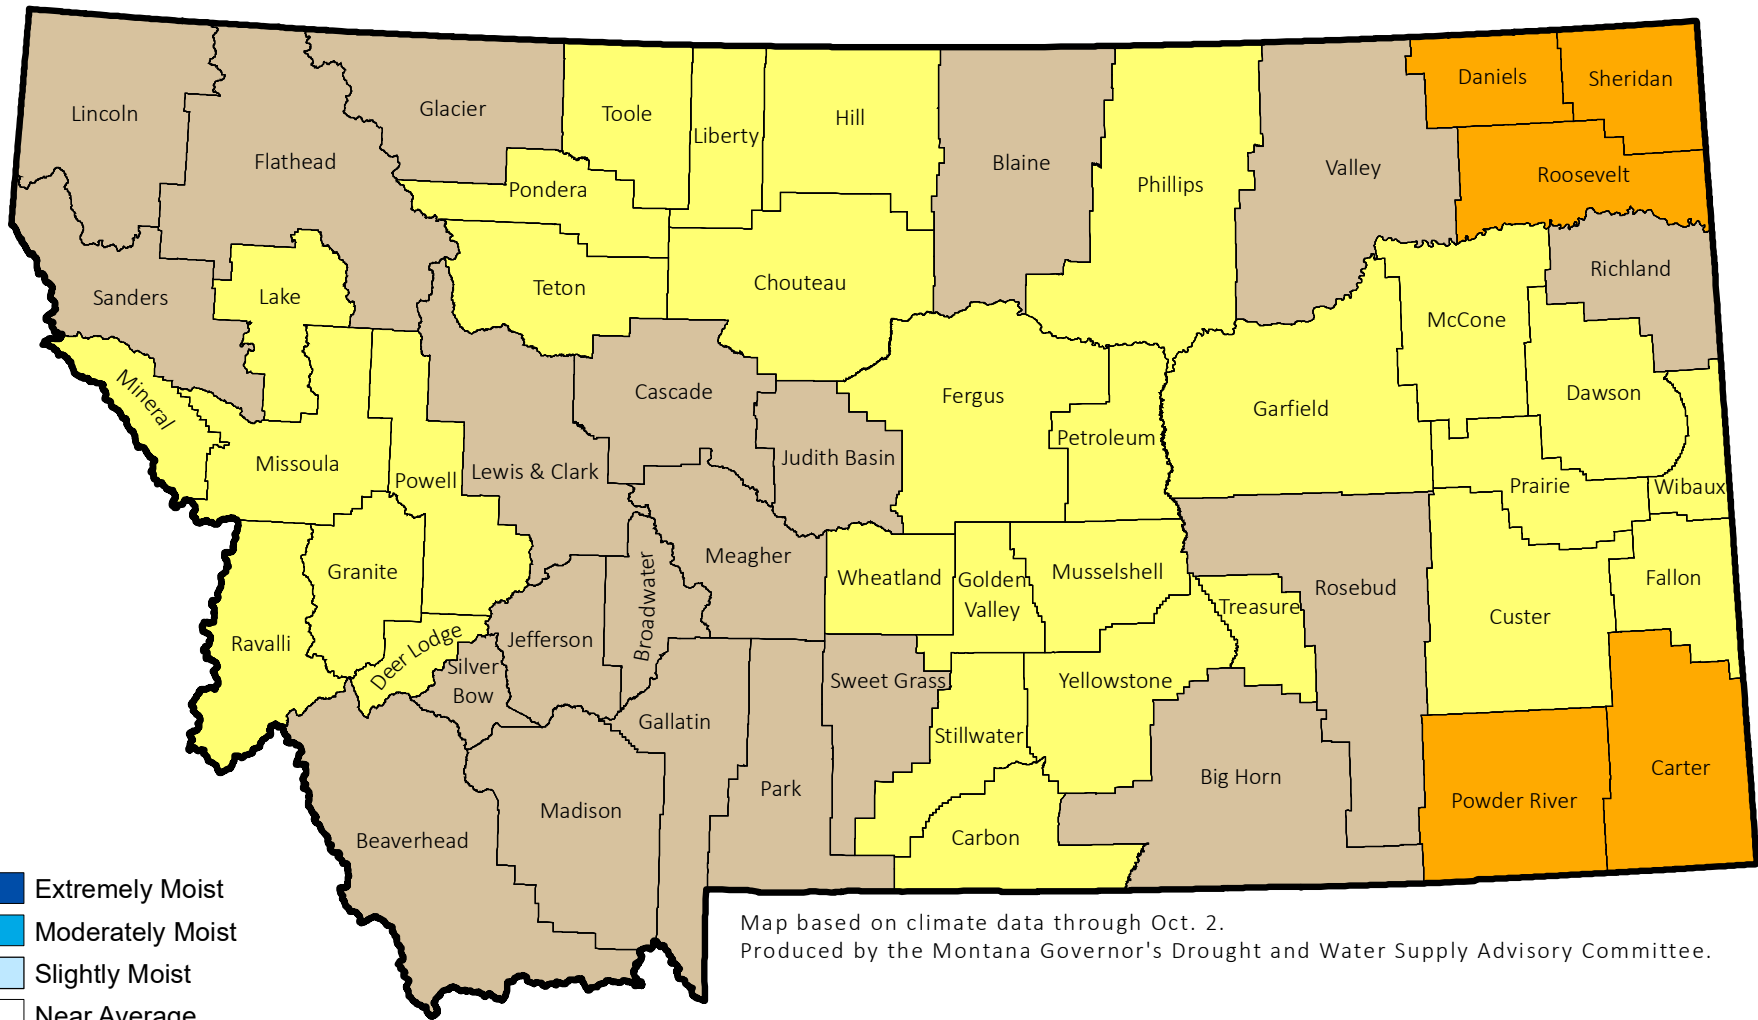 Lincoln
Flathead
Glacier
Toole
Liberty
Hill
Blaine
Phillips
Valley
Daniels
Sheridan
Roosevelt
Pondera
Teton
Chouteau
Richland
Sanders
Lake
McCone
Dawson
Mineral
Missoula
Powell
Lewis & Clark
Cascade
Judith Basin
Fergus
Petroleum
Garfield
Prairie
Wibaux
Granite
Ravalli
Deer Lodge
Silver
Bow
Jefferson
Broadwater
Meagher
Wheatland
Golden
Valley
Musselshell
Treasure
Rosebud
Custer
Fallon
Sweet Grass
Yellowstone
Gallatin
Stillwater
Park
Madison
Beaverhead
Carbon
Big Horn
Powder River
Carter
Extremely Moist
Moderately Moist
Slightly Moist
Near Average
Map based on climate data through Oct. 2.
Produced by the Montana Governor's Drought and Water Supply Advisory Committee.